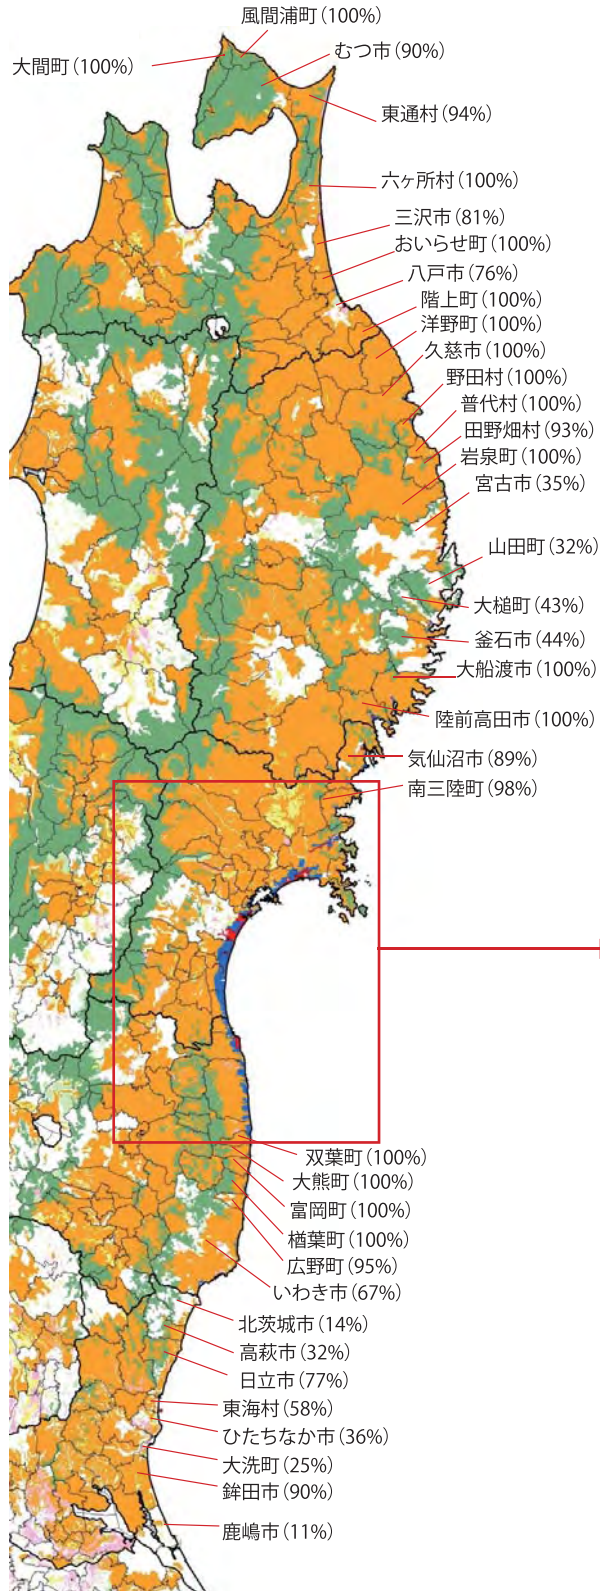 風間浦町(100%)
むつ市(90%)
大間町(100%)
東通村(94%)
六ヶ所村(100%)
三沢市(81%)
おいらせ町(100%)
八戸市(76%)
階上町(100%)
洋野町(100%)
久慈市(100%)
野田村(100%)
普代村(100%)
田野畑村(93%)
岩泉町(100%)
宮古市(35%)
山田町(32%)
大槌町(43%)
釜石市(44%)
大船渡市(100%)
陸前高田市(100%)
気仙沼市(89%)
南三陸町(98%)
双葉町(100%)
大熊町(100%)
富岡町(100%)
楢葉町(100%)
広野町(95%)
いわき市(67%)
北茨城市(14%)
高萩市(32%)
日立市(77%)
東海村(58%)
ひたちなか市(36%)
大洗町(25%)
鉾田市(90%)
鹿嶋市(11%)